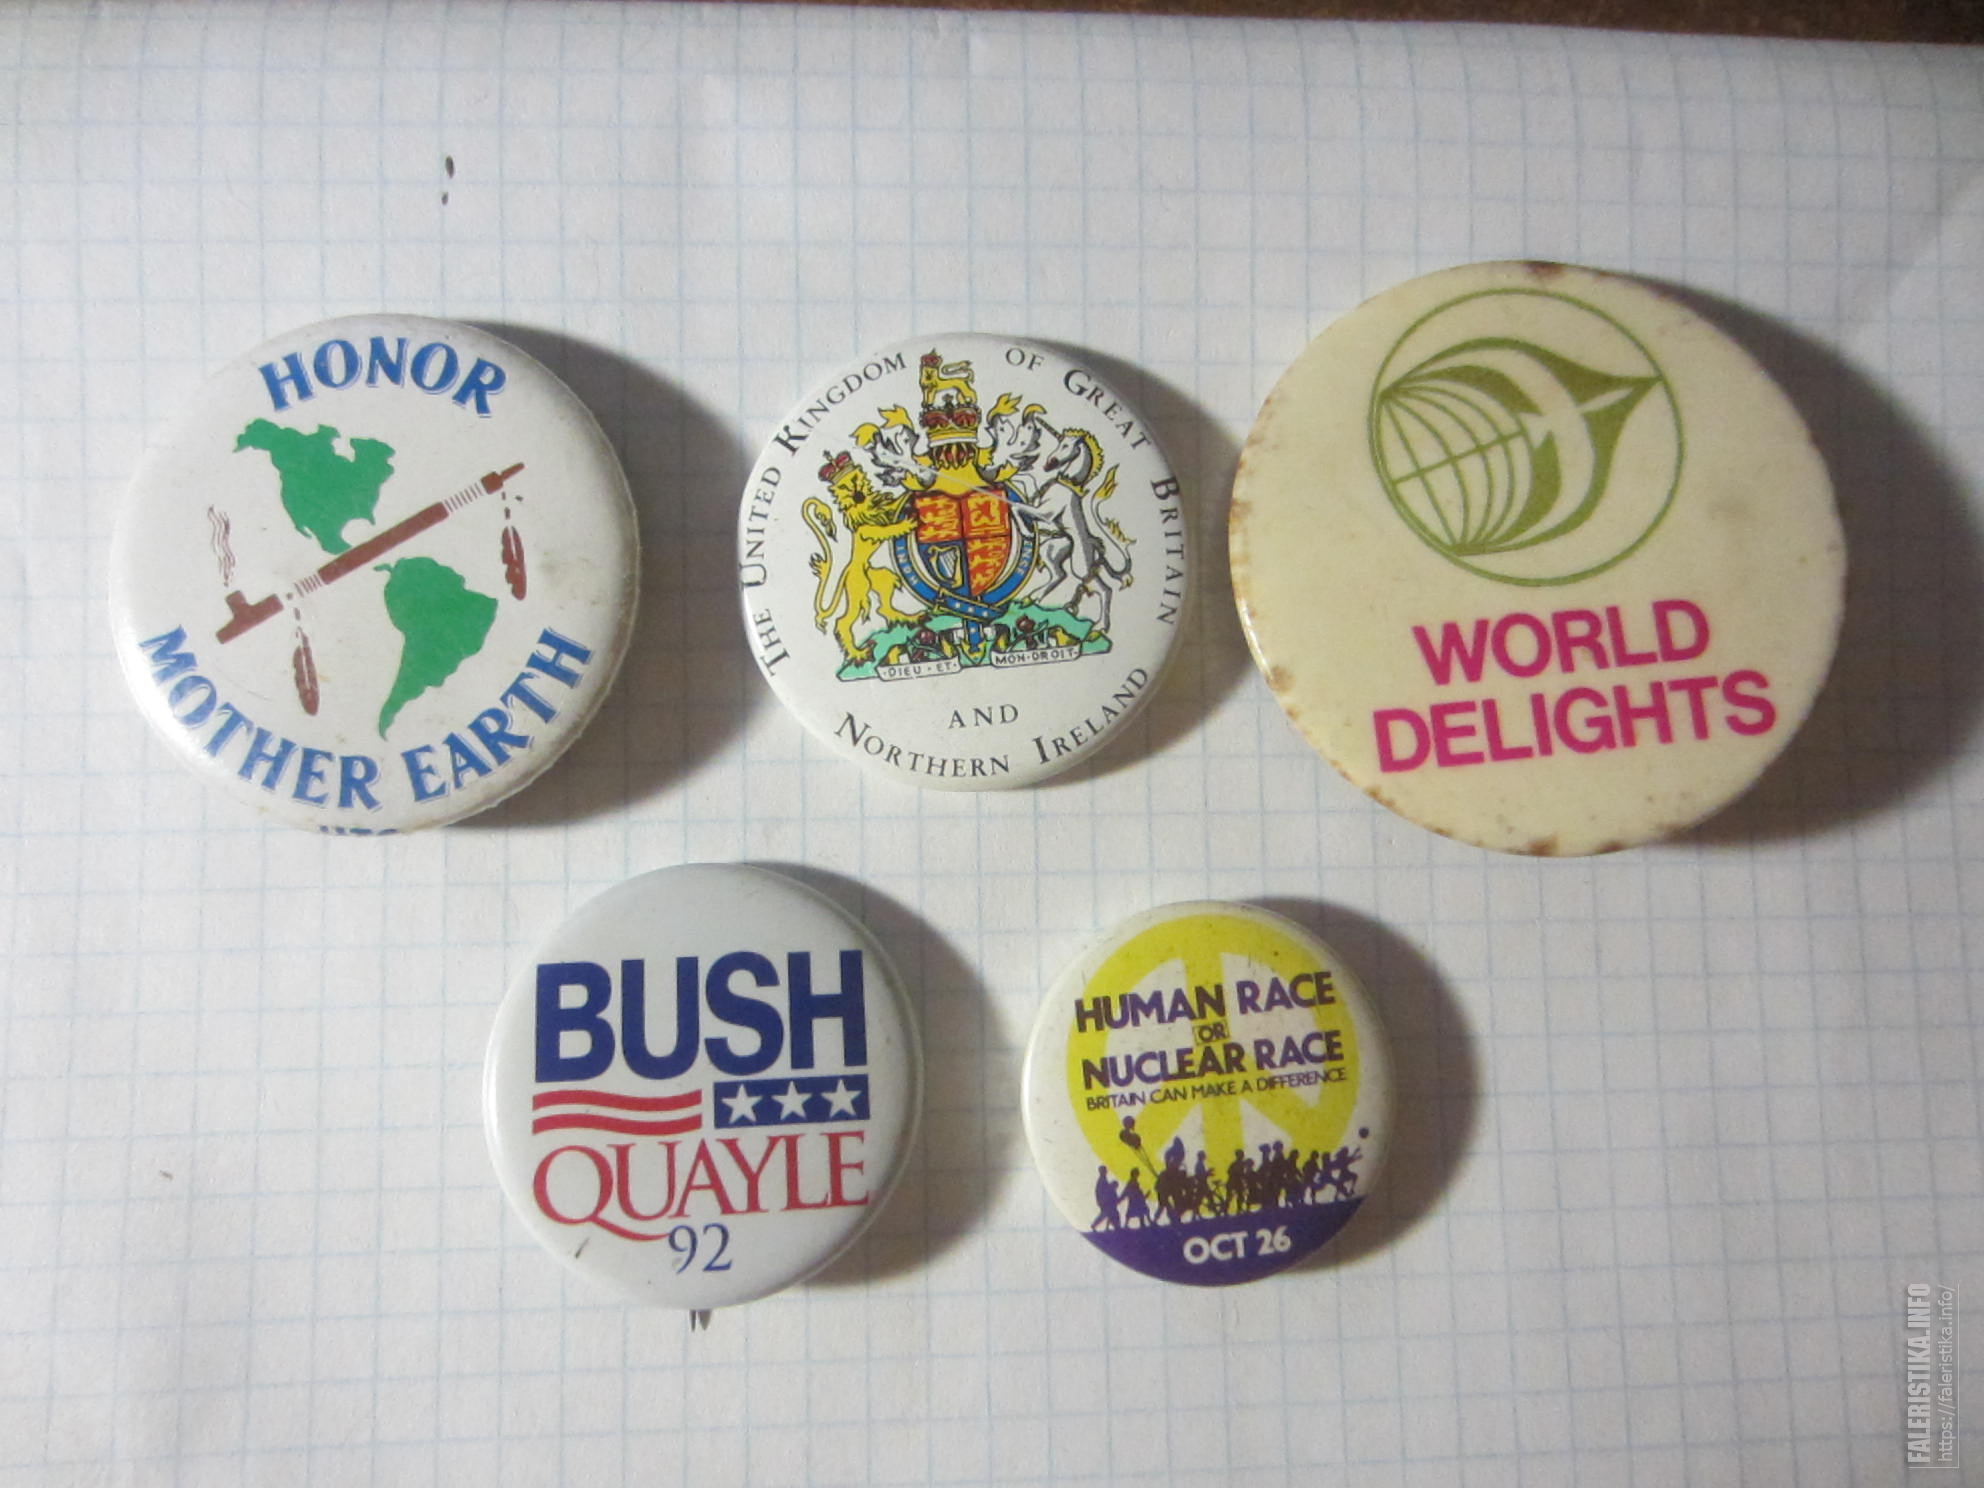 HONOR
MOTHER EARTH
THE UNITED KINGDOM OF GREAT BRITAIN
DIEU · ET · MON · DROIT
AND
NORTHERN IRELAND
WORLD
DELIGHTS
BUSH
QUAYLE
92
HUMAN RACE
OR
NUCLEAR RACE
BRITAIN CAN MAKE A DIFFERENCE
OCT 26
FALERISTIKA.INFO
https://faleristika.info/